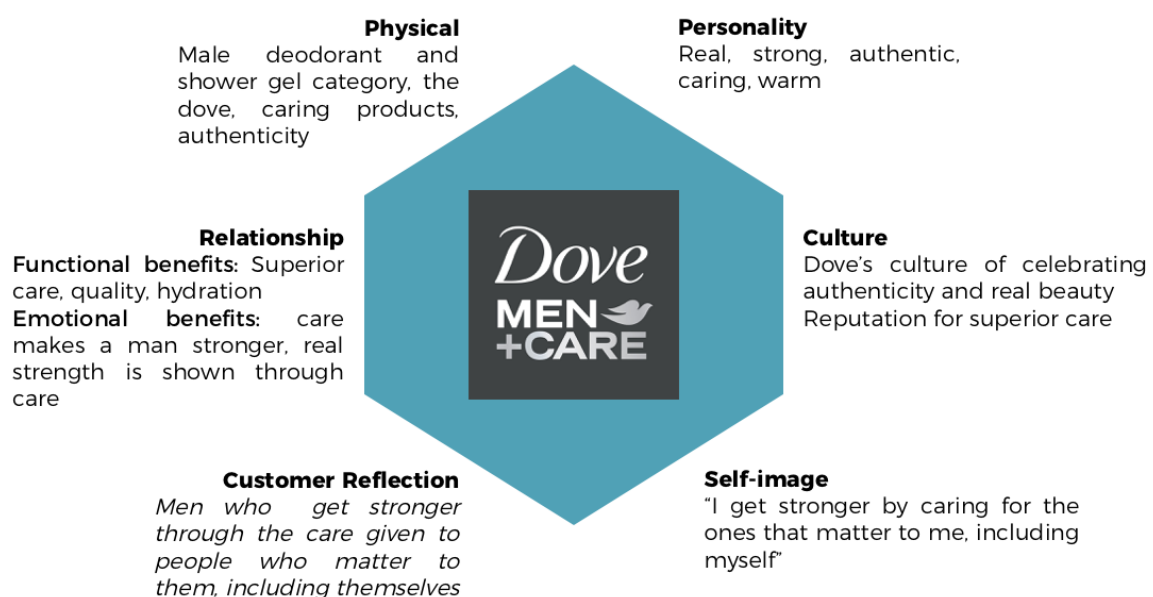 Physical
Male deodorant and
shower gel category, the
dove, caring products,
authenticity
Personality
Real, strong, authentic,
caring, warm
Relationship
Functional benefits: Superior
care, quality, hydration
Emotional benefits: care
makes a man stronger, real
strength is shown through
care
Dove
MEN
+CARE
Culture
Dove’s culture of celebrating
authenticity and real beauty
Reputation for superior care
Customer Reflection
Men who get stronger
through the care given to
people who matter to
them, including themselves
Self-image
“I get stronger by caring for the
ones that matter to me, including
myself”